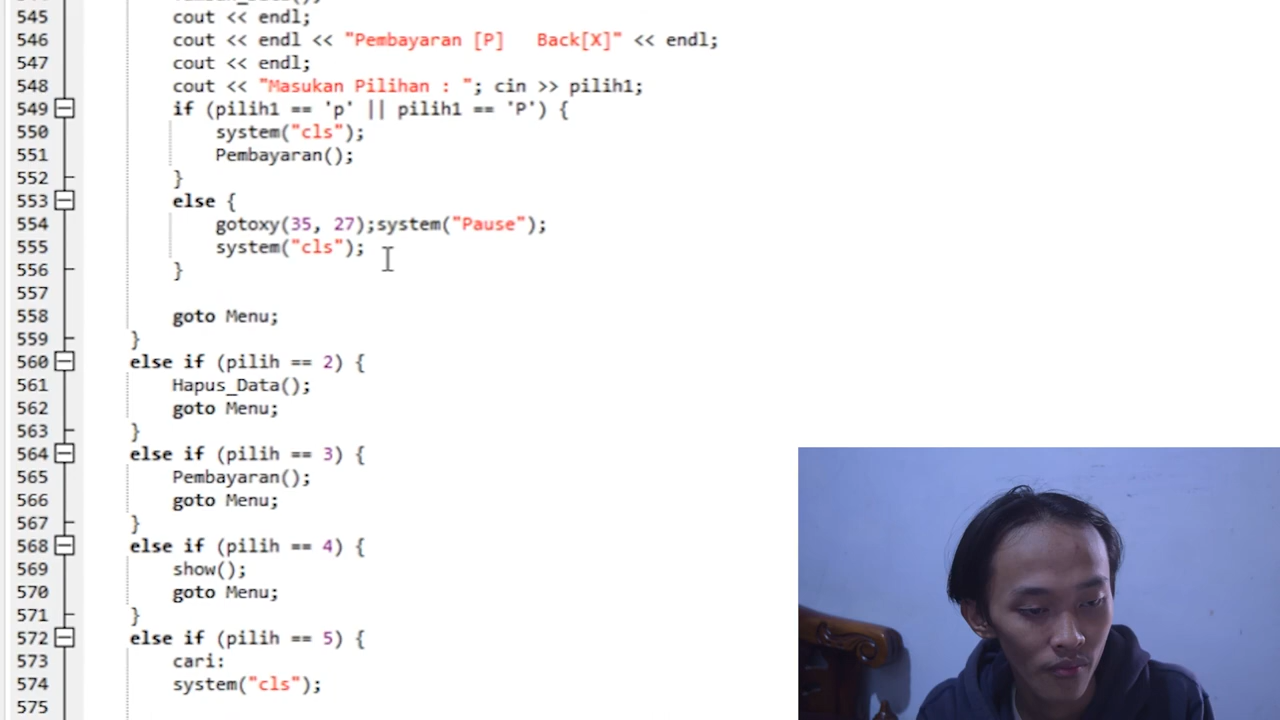 545 cout << endl;
546 cout << endl << "Pembayaran [P]   Back[X]" << endl;
547 cout << endl;
548 cout << "Masukan Pilihan : "; cin >> pilih1;
549 if (pilih1 == 'p' || pilih1 == 'P') {
550 system("cls");
551 Pembayaran();
552 }
553 else {
554 gotoxy(35, 27);system("Pause");
555 system("cls");
556 }
557
558 goto Menu;
559 }
560 else if (pilih == 2) {
561 Hapus_Data();
562 goto Menu;
563 }
564 else if (pilih == 3) {
565 Pembayaran();
566 goto Menu;
567 }
568 else if (pilih == 4) {
569 show();
570 goto Menu;
571 }
572 else if (pilih == 5) {
573 cari:
574 system("cls");
575